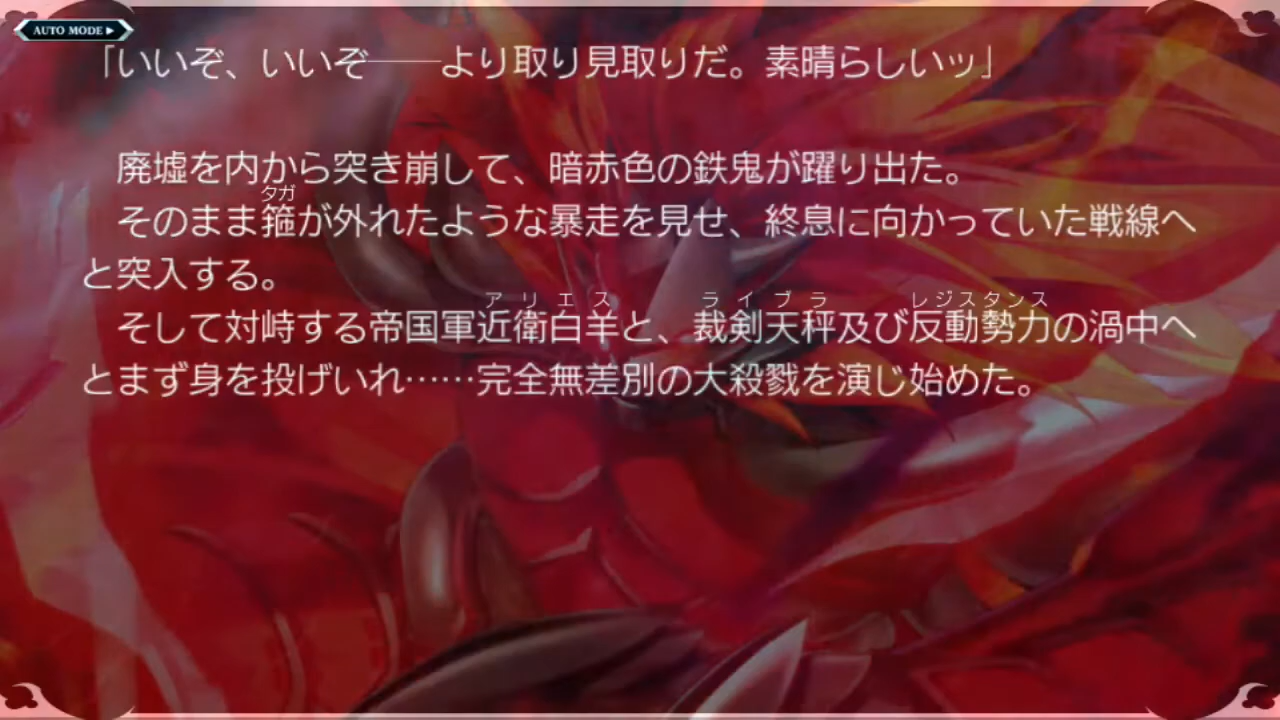 AUTO MODE▶
「いいぞ、いいぞ――より取り見取りだ。素晴らしいッ」
廃墟を内から突き崩して、暗赤色の鉄鬼が躍り出た。
タガ
そのまま箍が外れたような暴走を見せ、終息に向かっていた戦線へ
と突入する。
アリエス ライブラ レジスタンス
そして対峙する帝国軍近衛白羊と、裁剣天秤及び反動勢力の渦中へ
とまず身を投げいれ……完全無差別の大殺戮を演じ始めた。